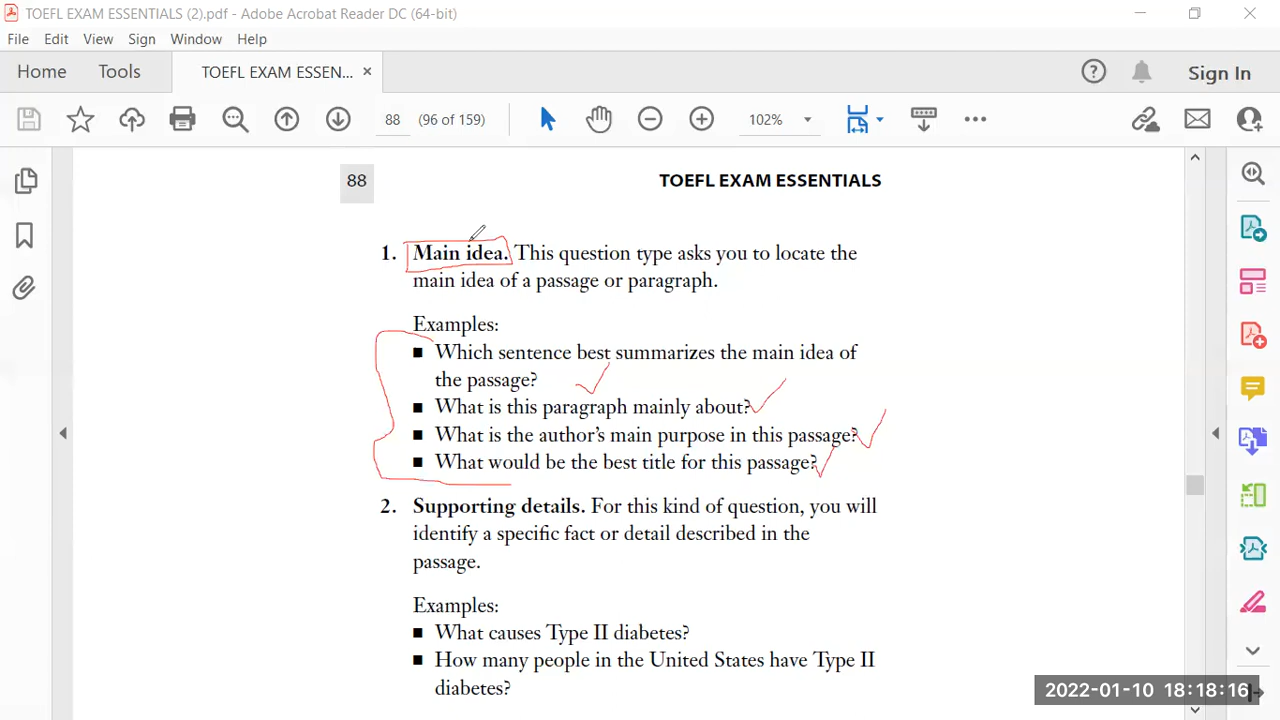 TOEFL EXAM ESSENTIALS (2).pdf - Adobe Acrobat Reader DC (64-bit)
File Edit View Sign Window Help
Home Tools TOEFL EXAM ESSEN... × Sign In
88 (96 of 159) 102%
88 TOEFL EXAM ESSENTIALS
1. Main idea. This question type asks you to locate the
main idea of a passage or paragraph.
Examples:
■ Which sentence best summarizes the main idea of
the passage?
■ What is this paragraph mainly about?
■ What is the author's main purpose in this passage?
■ What would be the best title for this passage?
2. Supporting details. For this kind of question, you will
identify a specific fact or detail described in the
passage.
Examples:
■ What causes Type II diabetes?
■ How many people in the United States have Type II
diabetes?
2022-01-10 18:18:16